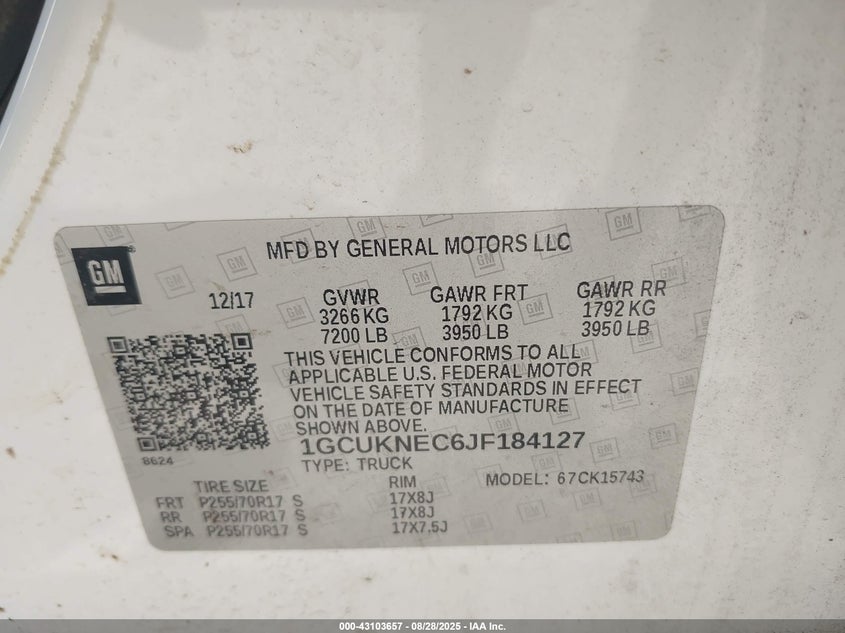 GM
MFD BY GENERAL MOTORS LLC
12/17 GVWR GAWR FRT GAWR RR
3266 KG 1792 KG 1792 KG
7200 LB 3950 LB 3950 LB
THIS VEHICLE CONFORMS TO ALL
APPLICABLE U.S. FEDERAL MOTOR
VEHICLE SAFETY STANDARDS IN EFFECT
ON THE DATE OF MANUFACTURE
SHOWN ABOVE.
8624
1GCUKNEC6JF184127
TYPE: TRUCK
MODEL: 67CK15743
TIRE SIZE RIM
FRT P255/70R17 S 17X8J
RR P255/70R17 S 17X8J
SPA P255/70R17 S 17X7.5J
000-43103657 - 08/28/2025 - IAA Inc.